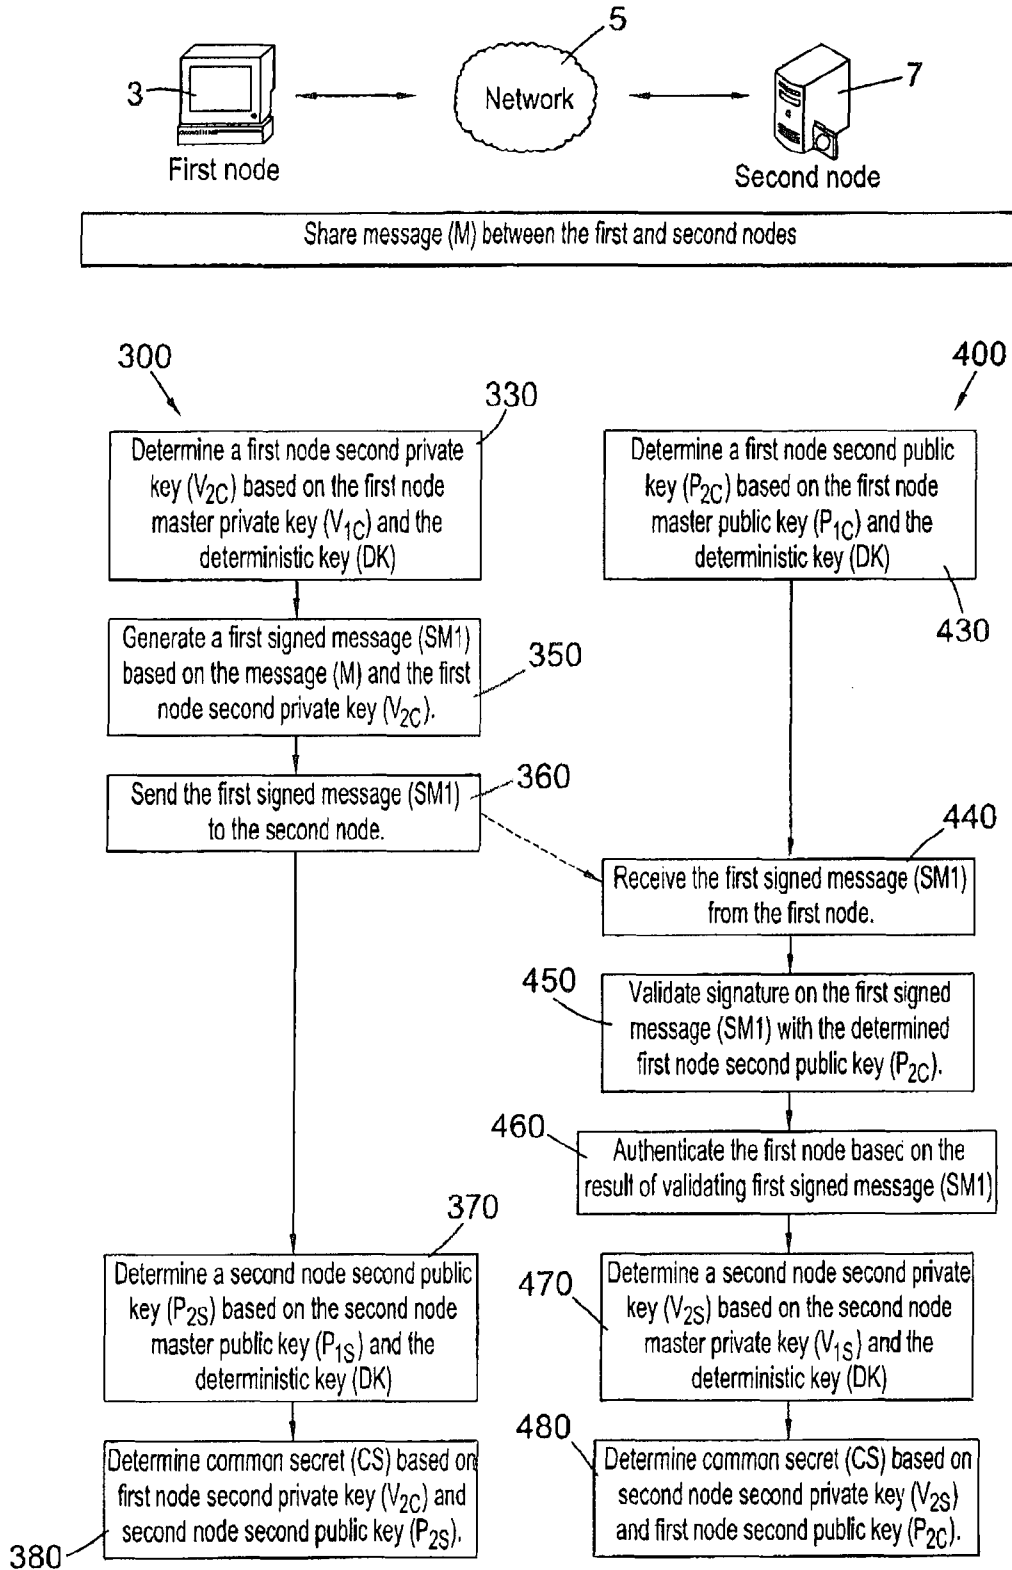 5
3
Network
7
First node
Second node
Share message (M) between the first and second nodes
300
400
330
Determine a first node second private
key (V2C) based on the first node
master private key (V1C) and the
deterministic key (DK)
Determine a first node second public
key (P2C) based on the first node
master public key (P1C) and the
deterministic key (DK)
430
Generate a first signed message (SM1)
based on the message (M) and the first
node second private key (V2C).
350
Send the first signed message (SM1)
to the second node.
360
440
Receive the first signed message (SM1)
from the first node.
450
Validate signature on the first signed
message (SM1) with the determined
first node second public key (P2C).
460
Authenticate the first node based on the
result of validating first signed message (SM1)
370
Determine a second node second public
key (P2S) based on the second node
master public key (P1S) and the
deterministic key (DK)
470
Determine a second node second private
key (V2S) based on the second node
master private key (V1S) and the
deterministic key (DK)
Determine common secret (CS) based on
first node second private key (V2C) and
second node second public key (P2S).
380
480
Determine common secret (CS) based on
second node second private key (V2S)
and first node second public key (P2C).